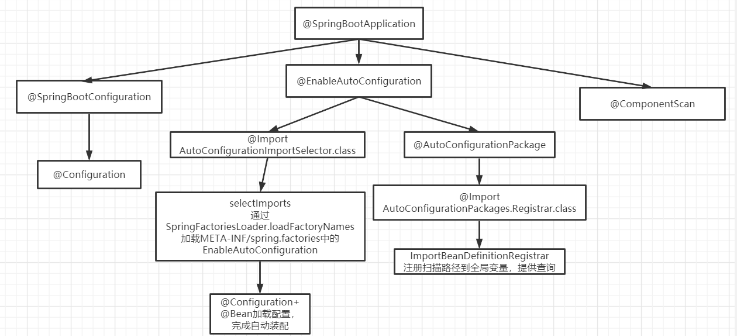 @SpringBootApplication
@SpringBootConfiguration
@EnableAutoConfiguration
@ComponentScan
@Configuration
@Import
AutoConfigurationImportSelector.class
@AutoConfigurationPackage
selectImports
通过
SpringFactoriesLoader.loadFactoryNames
加载META-INF/spring.factories中的
EnableAutoConfiguration
@Import
AutoConfigurationPackages.Registrar.class
ImportBeanDefinitionRegistrar
注册扫描路径到全局变量，提供查询
@Configuration+
@Bean加载配置，
完成自动装配